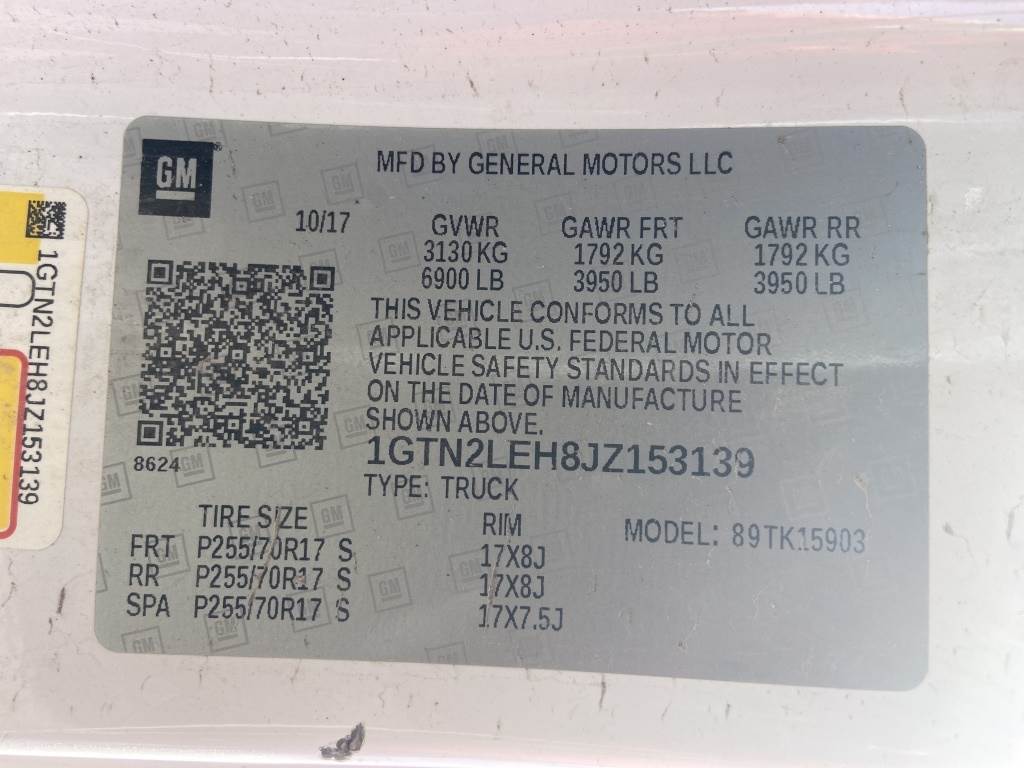 GM
MFD BY GENERAL MOTORS LLC
10/17
GVWR GAWR FRT GAWR RR
3130 KG 1792 KG 1792 KG
6900 LB 3950 LB 3950 LB
THIS VEHICLE CONFORMS TO ALL
APPLICABLE U.S. FEDERAL MOTOR
VEHICLE SAFETY STANDARDS IN EFFECT
ON THE DATE OF MANUFACTURE
SHOWN ABOVE.
8624
1GTN2LEH8JZ153139
TYPE: TRUCK
TIRE SIZE RIM MODEL: 89TK15903
FRT P255/70R17 S 17X8J
RR P255/70R17 S 17X8J
SPA P255/70R17 S 17X7.5J
1GTN2LEH8JZ153139